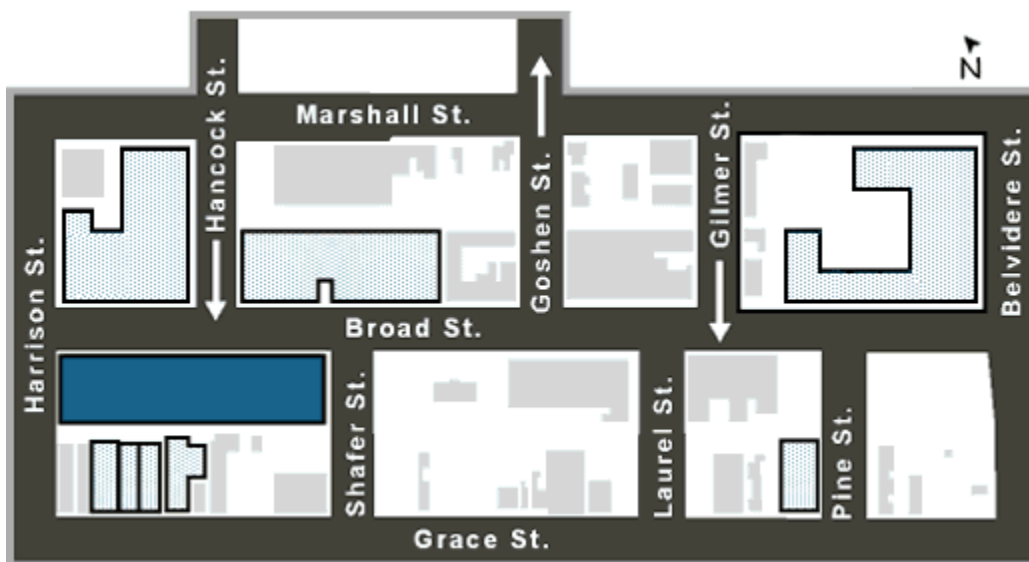 N
Marshall St.
Hancock St.
Goshen St.
Gilmer St.
Belvidere St.
Harrison St.
Broad St.
Shafer St.
Laurel St.
Pine St.
Grace St.